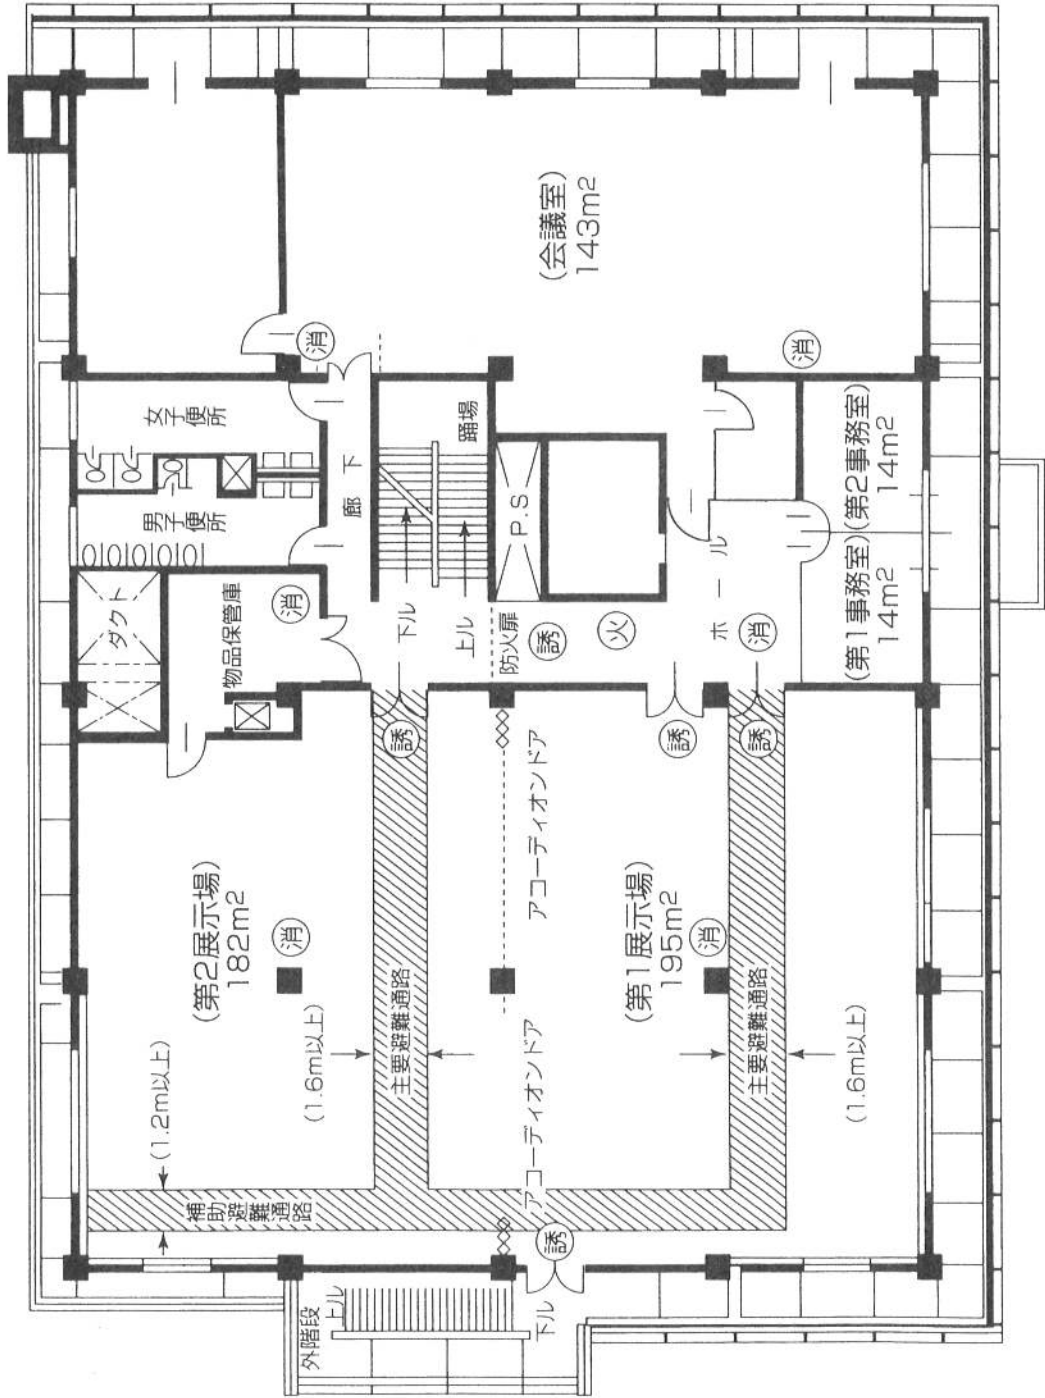 外階段
上ル
下ル
(1.2m以上)
補助避難通路
(第2展示場)
182m²
消
(1.6m以上)
主要避難通路
誘
アコーディオンドア
アコーディオンドア
誘
(第1展示場)
195m²
消
主要避難通路
(1.6m以上)
誘
誘
ダクト
物品保管庫
消
男子便所
女子便所
廊下
下ル
上ル
踊場
防火扉
P.S
誘
火
ホール
消
(第1事務室)
14m²
(第2事務室)
14m²
消
消
(会議室)
143m²